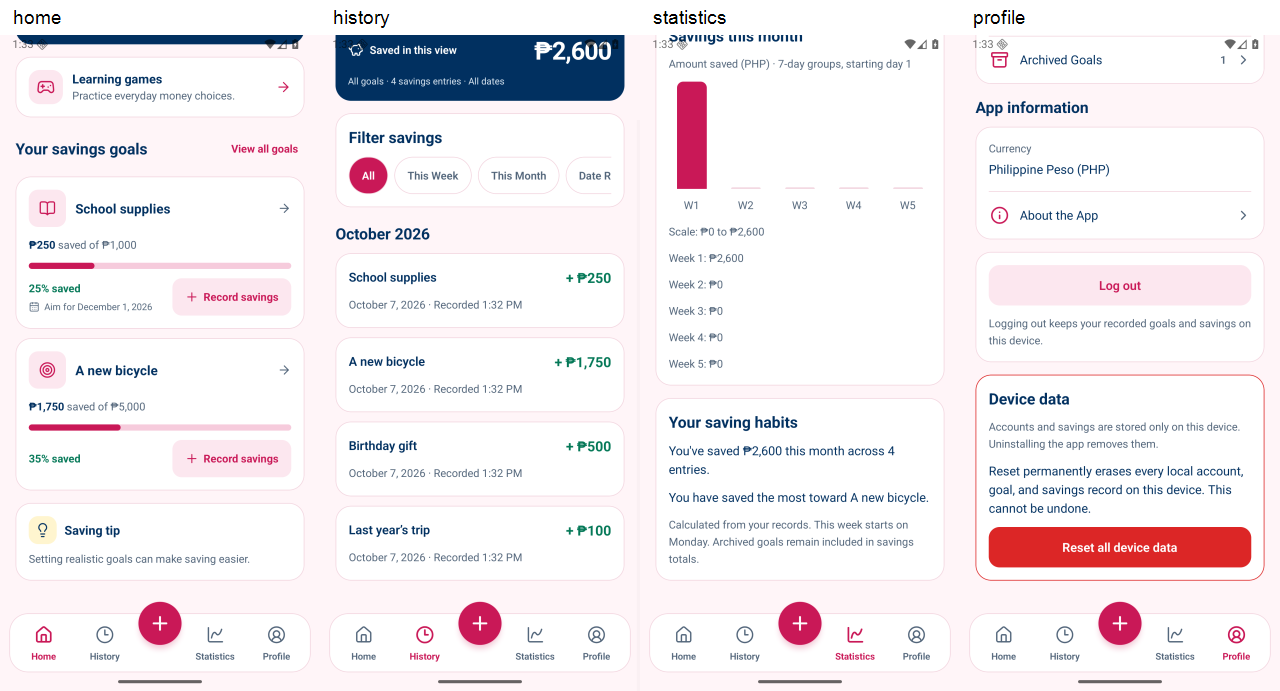 home
1:33
Learning games
Practice everyday money choices.
Your savings goals
View all goals
School supplies
₱250 saved of ₱1,000
25% saved
Aim for December 1, 2026
+ Record savings
A new bicycle
₱1,750 saved of ₱5,000
35% saved
+ Record savings
Saving tip
Setting realistic goals can make saving easier.
Home
History
Statistics
Profile
history
Saved in this view
₱2,600
All goals · 4 savings entries · All dates
Filter savings
All
This Week
This Month
Date R
October 2026
School supplies
+ ₱250
October 7, 2026 · Recorded 1:32 PM
A new bicycle
+ ₱1,750
October 7, 2026 · Recorded 1:32 PM
Birthday gift
+ ₱500
October 7, 2026 · Recorded 1:32 PM
Last year's trip
+ ₱100
October 7, 2026 · Recorded 1:32 PM
Home
History
Statistics
Profile
statistics
Savings this month
1:33
Amount saved (PHP) · 7-day groups, starting day 1
W1
W2
W3
W4
W5
Scale: ₱0 to ₱2,600
Week 1: ₱2,600
Week 2: ₱0
Week 3: ₱0
Week 4: ₱0
Week 5: ₱0
Your saving habits
You've saved ₱2,600 this month across 4
entries.
You have saved the most toward A new bicycle.
Calculated from your records. This week starts on
Monday. Archived goals remain included in savings
totals.
Home
History
Statistics
Profile
profile
1:33
Archived Goals
1
App information
Currency
Philippine Peso (PHP)
About the App
Log out
Logging out keeps your recorded goals and savings on
this device.
Device data
Accounts and savings are stored only on this device.
Uninstalling the app removes them.
Reset permanently erases every local account,
goal, and savings record on this device. This
cannot be undone.
Reset all device data
Home
History
Statistics
Profile